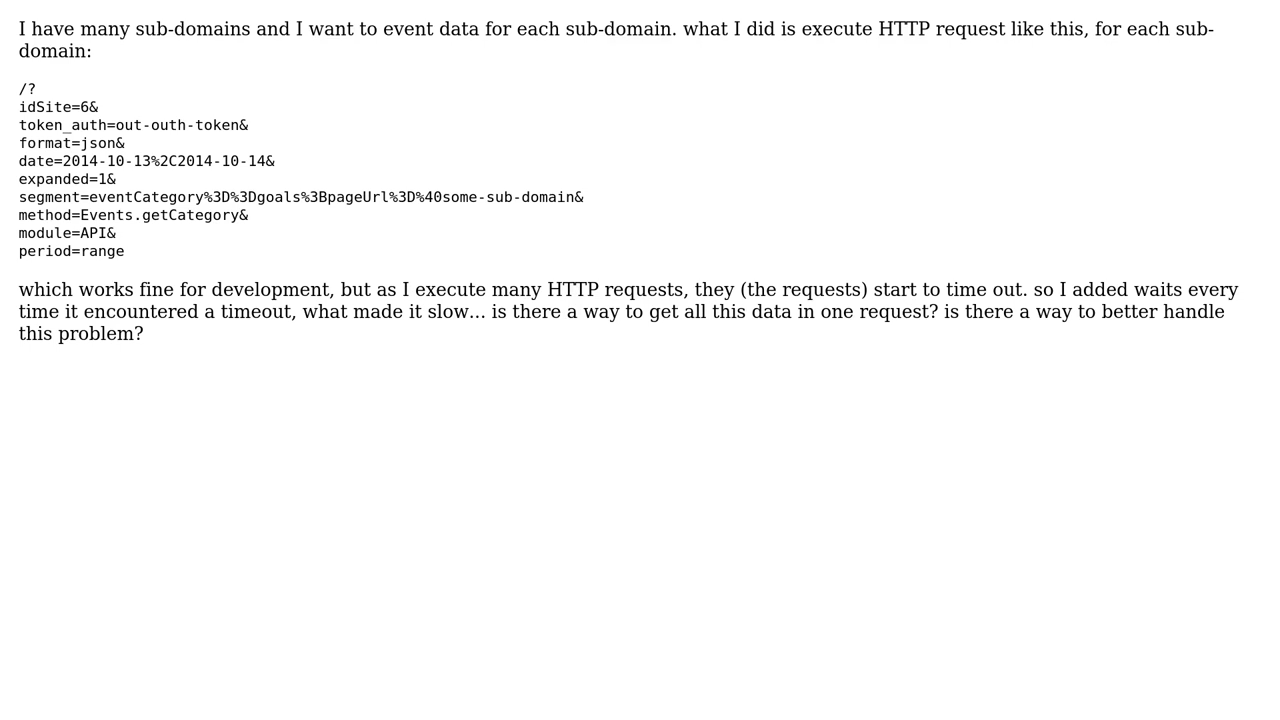 I have many sub-domains and I want to event data for each sub-domain. what I did is execute HTTP request like this, for each sub-
domain:
/?
idSite=6&
token_auth=out-outh-token&
format=json&
date=2014-10-13%2C2014-10-14&
expanded=1&
segment=eventCategory%3D%3Dgoals%3BpageUrl%3D%40some-sub-domain&
method=Events.getCategory&
module=API&
period=range
which works fine for development, but as I execute many HTTP requests, they (the requests) start to time out. so I added waits every
time it encountered a timeout, what made it slow... is there a way to get all this data in one request? is there a way to better handle
this problem?